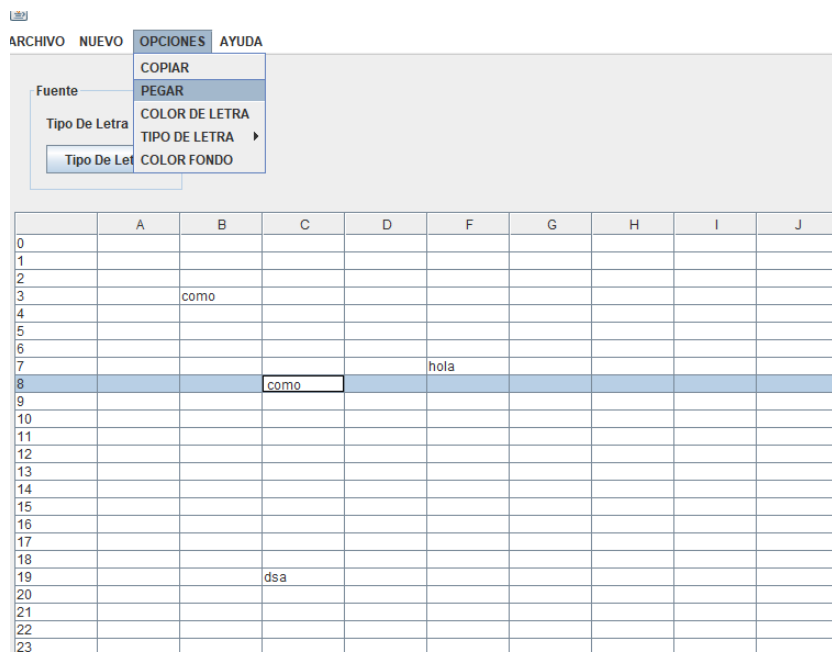 ARCHIVO NUEVO OPCIONES AYUDA
COPIAR
Fuente PEGAR
COLOR DE LETRA
Tipo De Letra
TIPO DE LETRA
Tipo De Let COLOR FONDO
A B C D F G H I J
0
1
2
3 como
4
5
6
7 hola
8 como
9
10
11
12
13
14
15
16
17
18
19 dsa
20
21
22
23